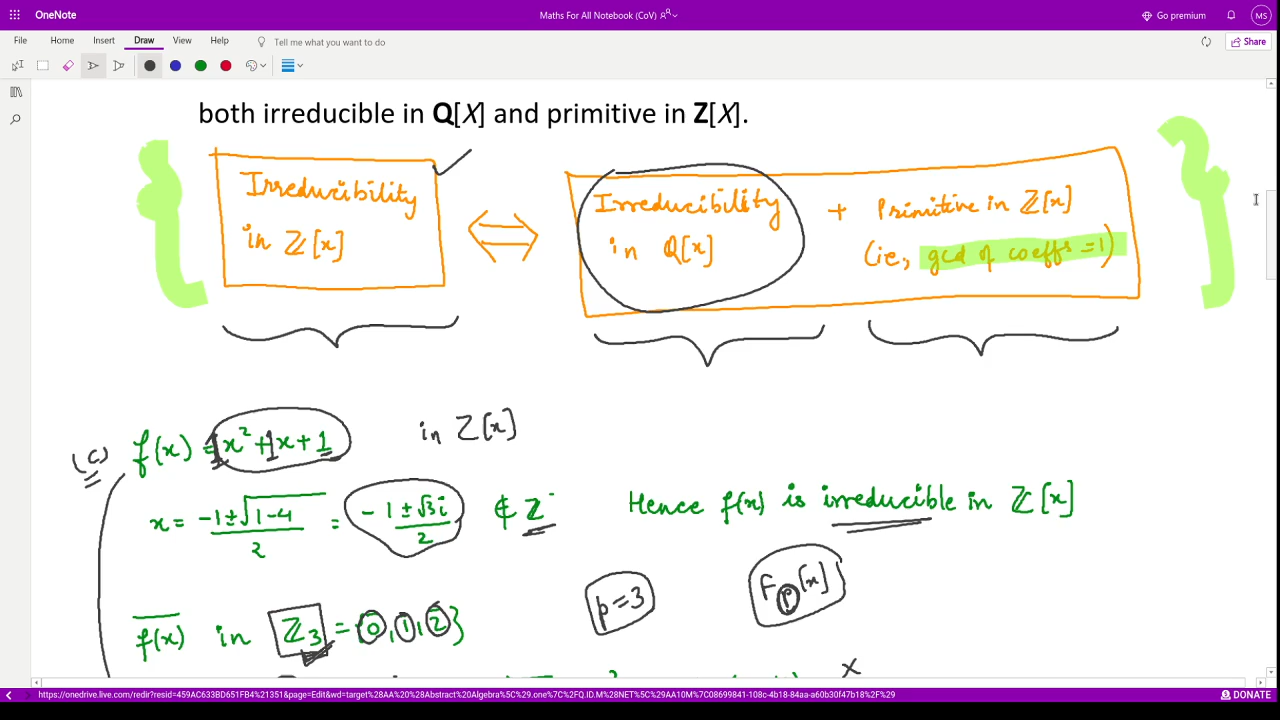 OneNote
Maths For All Notebook (CoV)
Go premium
MS
File Home Insert Draw View Help Tell me what you want to do
Share
both irreducible in Q[X] and primitive in Z[X].
Irreducibility in ℤ[x] ⟺ Irreducibility in Q[x] + Primitive in ℤ[x]
(ie, gcd of coeffs = 1)
(c) f(x) = 1x² + 1x + 1 in ℤ[x]
x = -1±√1-4 / 2 = -1±√3i / 2 ∉ ℤ Hence f(x) is irreducible in ℤ[x]
p=3 Fp[x]
f(x) in ℤ3 = {0, 1, 2}
x
https://onedrive.live.com/redir?resid=459AC633BD651FB4%21351&page=Edit&wd=target%28AA%20%28Abstract%20Algebra%5C%29.one%7C%2FQ.ID.M%28NET%5C%29AA10M%7C08699841-108c-4b18-84aa-a60b30f47b18%2F%29
DONATE